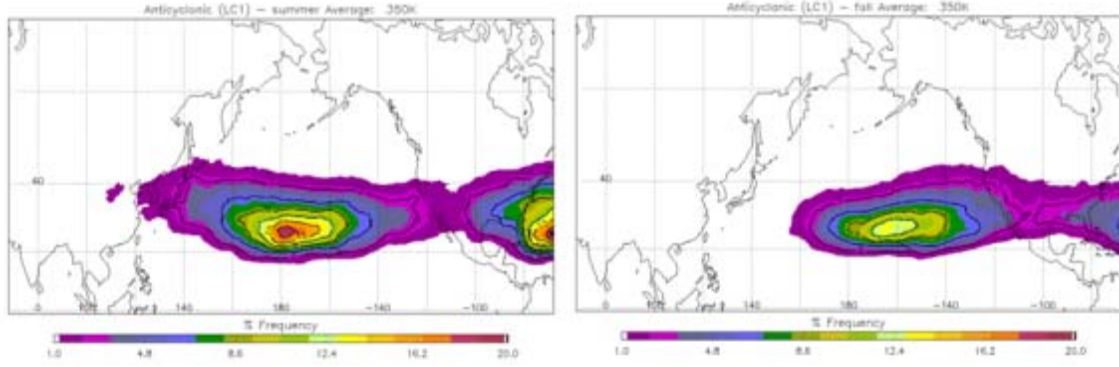 Anticyclonic (LC1) – summer Average: 350K
40
0
140
180
-140
-100
% Frequency
1.0 4.8 8.6 12.4 16.2 20.0
Anticyclonic (LC1) – fall Average: 350K
40
0
140
180
-140
-100
% Frequency
1.0 4.8 8.6 12.4 16.2 20.0